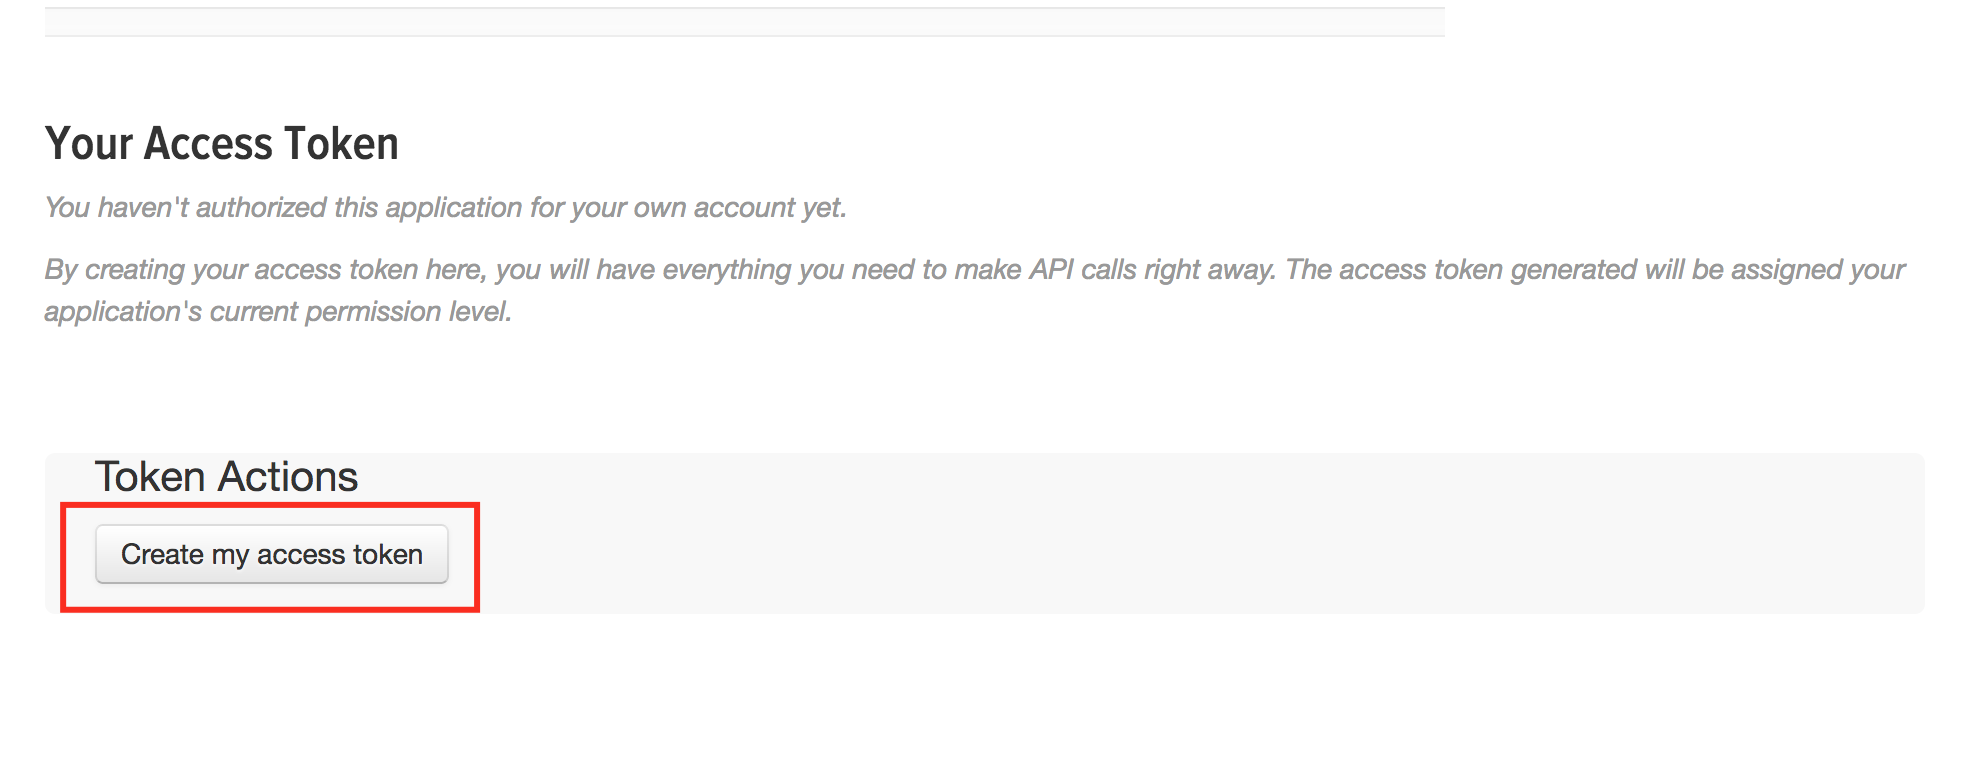 Your Access Token
You haven't authorized this application for your own account yet.
By creating your access token here, you will have everything you need to make API calls right away. The access token generated will be assigned your
application's current permission level.
Token Actions
Create my access token